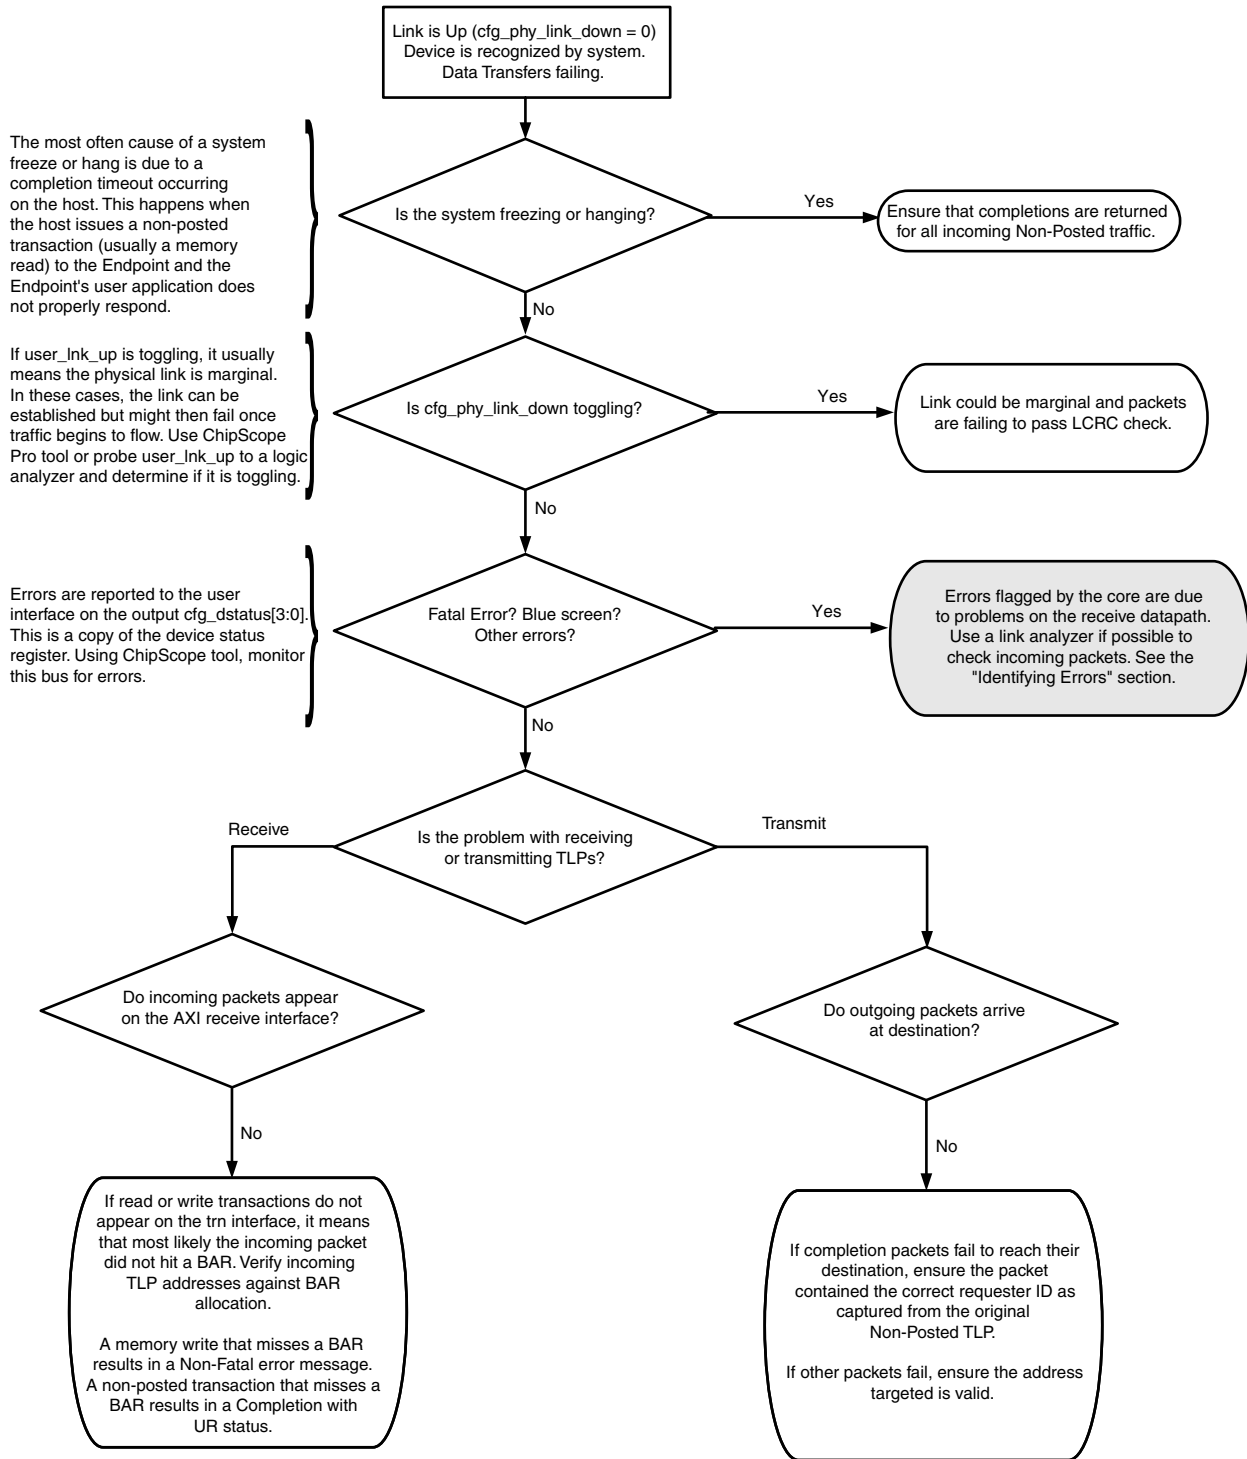 Link is Up (cfg_phy_link_down = 0)
Device is recognized by system.
Data Transfers failing.
The most often cause of a system
freeze or hang is due to a
completion timeout occurring
on the host. This happens when
the host issues a non-posted
transaction (usually a memory
read) to the Endpoint and the
Endpoint's user application does
not properly respond.
Is the system freezing or hanging?
Yes
Ensure that completions are returned
for all incoming Non-Posted traffic.
No
If user_lnk_up is toggling, it usually
means the physical link is marginal.
In these cases, the link can be
established but might then fail once
traffic begins to flow. Use ChipScope
Pro tool or probe user_lnk_up to a logic
analyzer and determine if it is toggling.
Is cfg_phy_link_down toggling?
Yes
Link could be marginal and packets
are failing to pass LCRC check.
No
Errors are reported to the user
interface on the output cfg_dstatus[3:0].
This is a copy of the device status
register. Using ChipScope tool, monitor
this bus for errors.
Fatal Error? Blue screen?
Other errors?
Yes
Errors flagged by the core are due
to problems on the receive datapath.
Use a link analyzer if possible to
check incoming packets. See the
"Identifying Errors" section.
No
Is the problem with receiving
or transmitting TLPs?
Receive
Transmit
Do incoming packets appear
on the AXI receive interface?
Do outgoing packets arrive
at destination?
No
No
If read or write transactions do not
appear on the trn interface, it means
that most likely the incoming packet
did not hit a BAR. Verify incoming
TLP addresses against BAR
allocation.
A memory write that misses a BAR
results in a Non-Fatal error message.
A non-posted transaction that misses a
BAR results in a Completion with
UR status.
If completion packets fail to reach their
destination, ensure the packet
contained the correct requester ID as
captured from the original
Non-Posted TLP.
If other packets fail, ensure the address
targeted is valid.